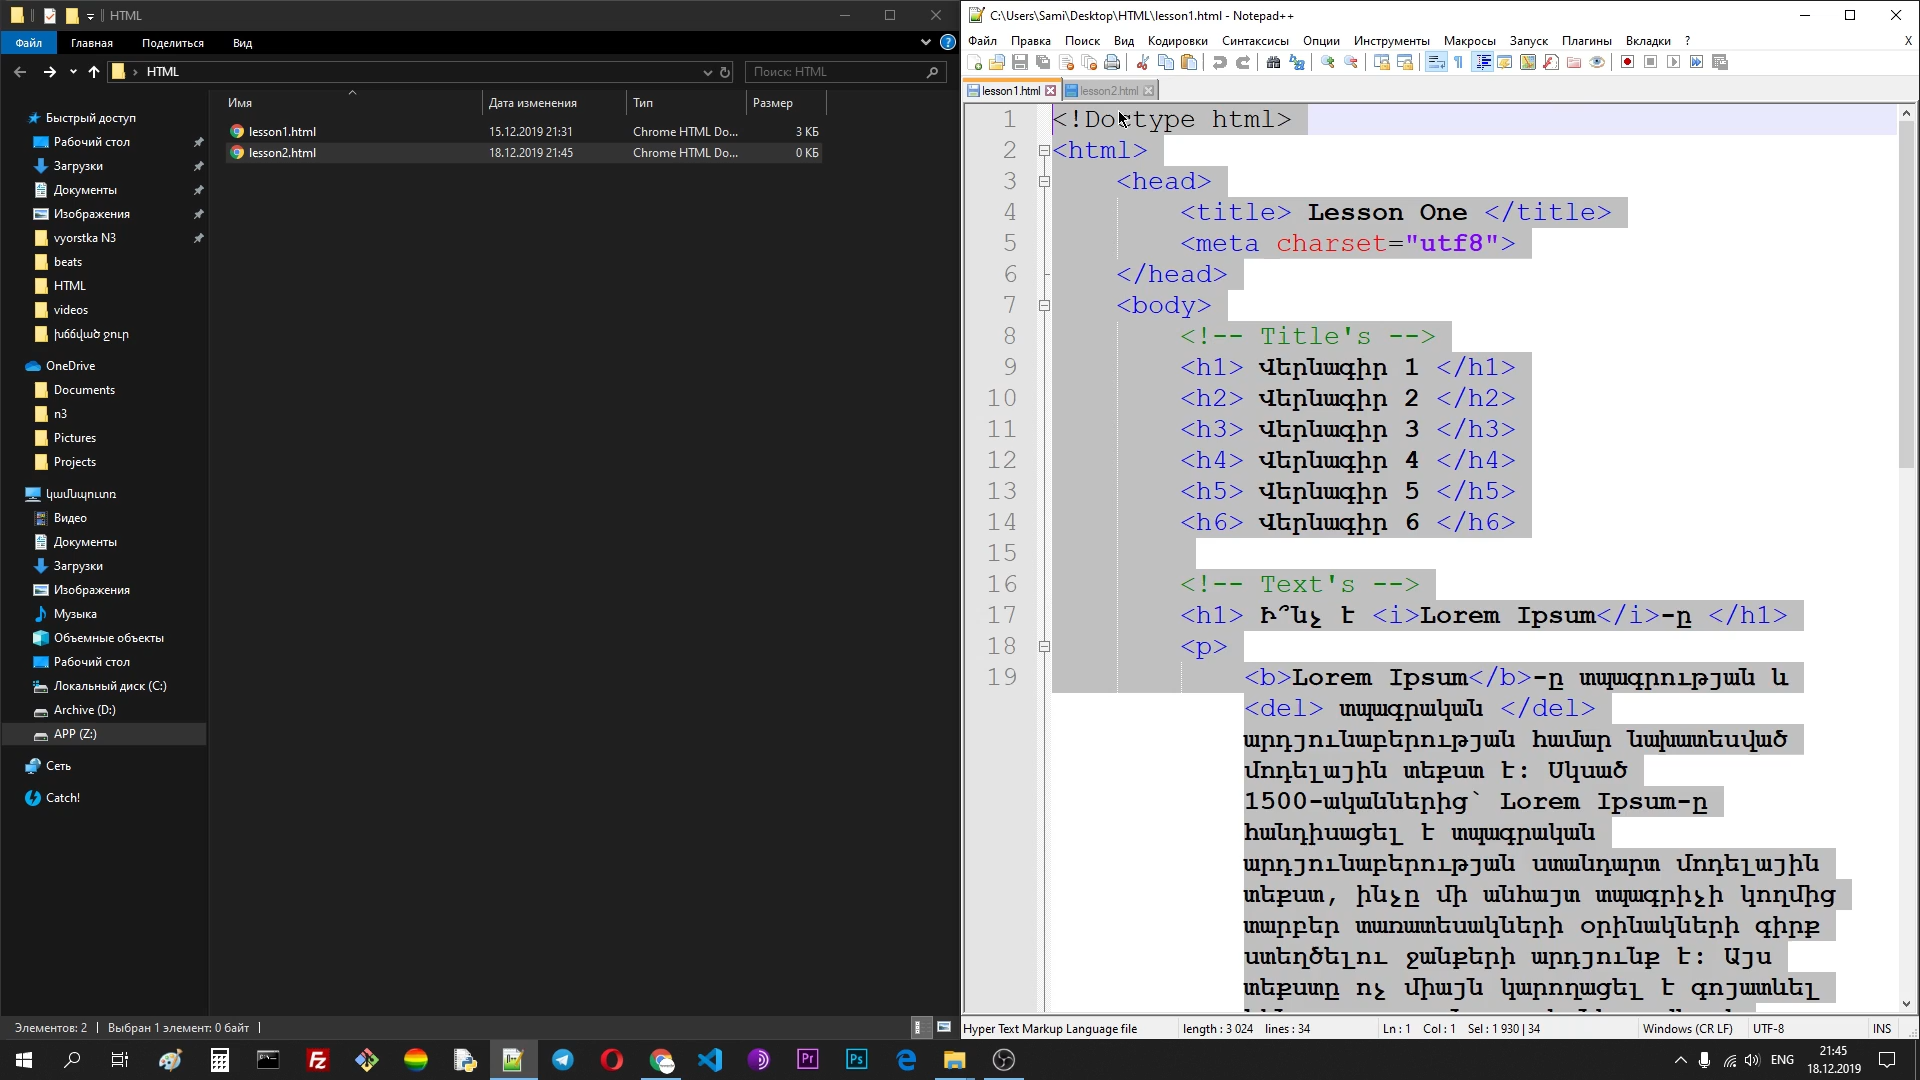 HTML
Файл Главная Поделиться Вид
HTML
Поиск: HTML
Имя Дата изменения Тип Размер
lesson1.html 15.12.2019 21:31 Chrome HTML Do... 3 КБ
lesson2.html 18.12.2019 21:45 Chrome HTML Do... 0 КБ
Быстрый доступ
Рабочий стол
Загрузки
Документы
Изображения
vyorstka N3
beats
HTML
videos
խճճված ջուր
OneDrive
Documents
n3
Pictures
Projects
Видео
Документы
Загрузки
Изображения
Музыка
Объемные объекты
Рабочий стол
Локальный диск (C:)
Archive (D:)
APP (Z:)
Сеть
Catch!
Элементов: 2 Выбран 1 элемент: 0 байт
C:\Users\Sami\Desktop\HTML\lesson1.html - Notepad++
Файл Правка Поиск Вид Кодировки Синтаксисы Опции Инструменты Макросы Запуск Плагины Вкладки ? X
lesson1.html lesson2.html
1 <!Doctype html>
2 <html>
3 <head>
4 <title> Lesson One </title>
5 <meta charset="utf8">
6 </head>
7 <body>
8 <!-- Title's -->
9 <h1> Վերնագիր 1 </h1>
10 <h2> Վերնագիր 2 </h2>
11 <h3> Վերնագիր 3 </h3>
12 <h4> Վերնագիր 4 </h4>
13 <h5> Վերնագիր 5 </h5>
14 <h6> Վերնագիր 6 </h6>
15
16 <!-- Text's -->
17 <h1> Ի՞նչ է <i>Lorem Ipsum</i>-ը </h1>
18 <p>
19 <b>Lorem Ipsum</b>-ը տպագրության և
<del> տպագրական </del>
արդյունաբերության համար նախատեսված
մոդելային տեքստ է: Սկսած
1500-ականներից` Lorem Ipsum-ը
հանդիսացել է տպագրական
արդյունաբերության ստանդարտ մոդելային
տեքստ, ինչը մի անհայտ տպագրիչի կողմից
տարբեր տառատեսակների օրինակների գիրք
ստեղծելու ջանքերի արդյունք է: Այս
տեքստը ոչ միայն կարողացել է գոյատևել
Hyper Text Markup Language file length : 3 024 lines : 34 Ln : 1 Col : 1 Sel : 1 930 | 34 Windows (CR LF) UTF-8 INS
Pr Ps ENG 21:45
18.12.2019